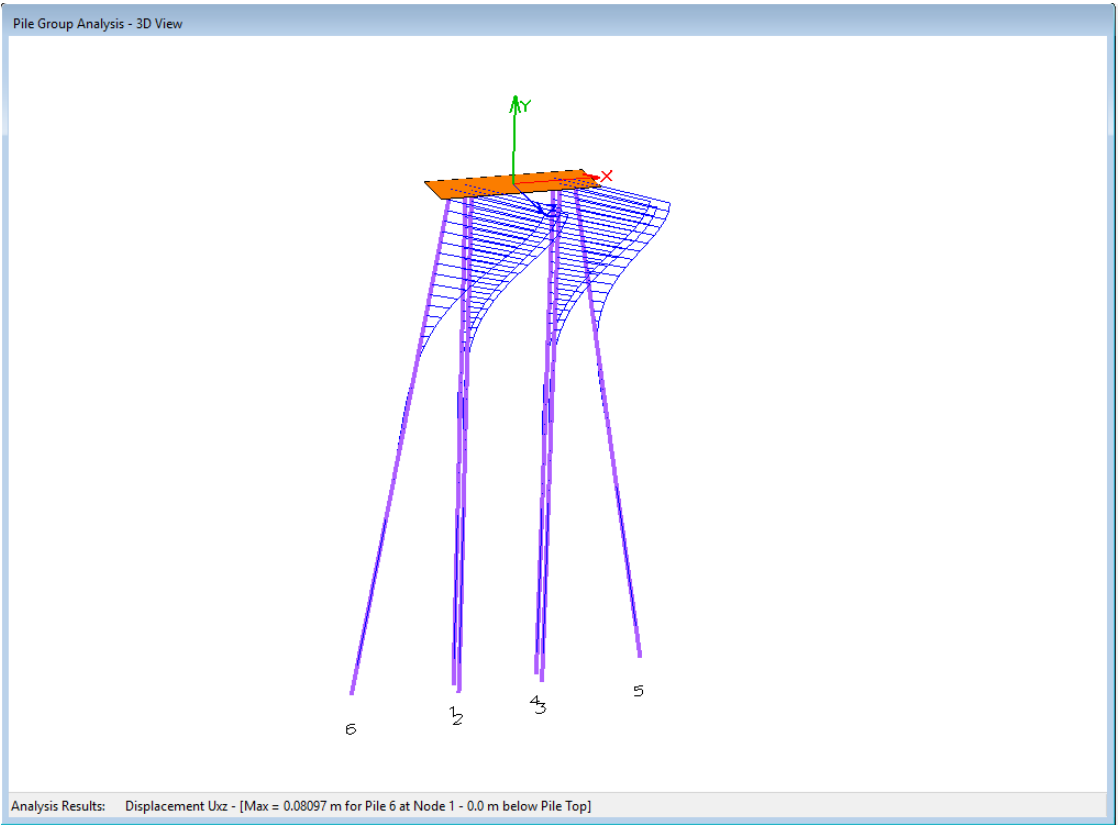 Pile Group Analysis - 3D View
Y
X
Z
6
1
2
4
3
5
Analysis Results: Displacement Uxz - [Max = 0.08097 m for Pile 6 at Node 1 - 0.0 m below Pile Top]